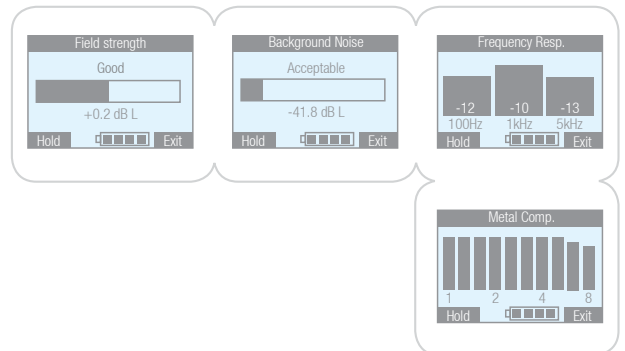 Field strength
Good
+0.2 dB L
Hold Exit
Background Noise
Acceptable
-41.8 dB L
Hold Exit
Frequency Resp.
-12 -10 -13
100Hz 1kHz 5kHz
Hold Exit
Metal Comp.
1 2 4 8
Hold Exit